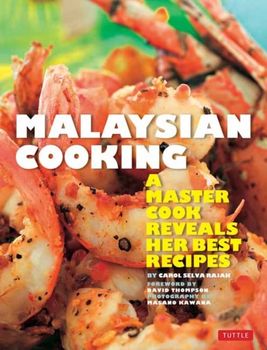 MALAYSIAN
COOKING
A
MASTER
COOK
REVEALS
HER BEST
RECIPES
BY CAROL SELVA RAJAH
FOREWORD BY
DAVID THOMPSON
PHOTOGRAPHY BY
MASANO KAWANA
TUTTLE